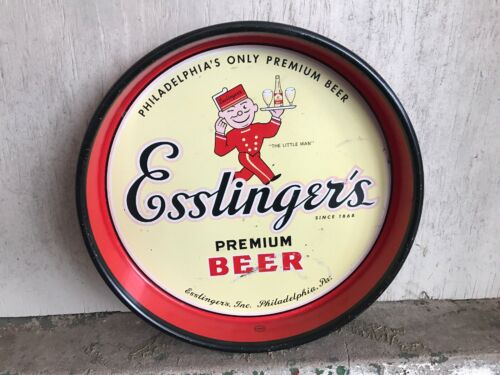 PHILADELPHIA'S ONLY PREMIUM BEER
"THE LITTLE MAN"
Esslinger's
SINCE 1868
PREMIUM
BEER
Esslinger's, Inc. Philadelphia, Pa.